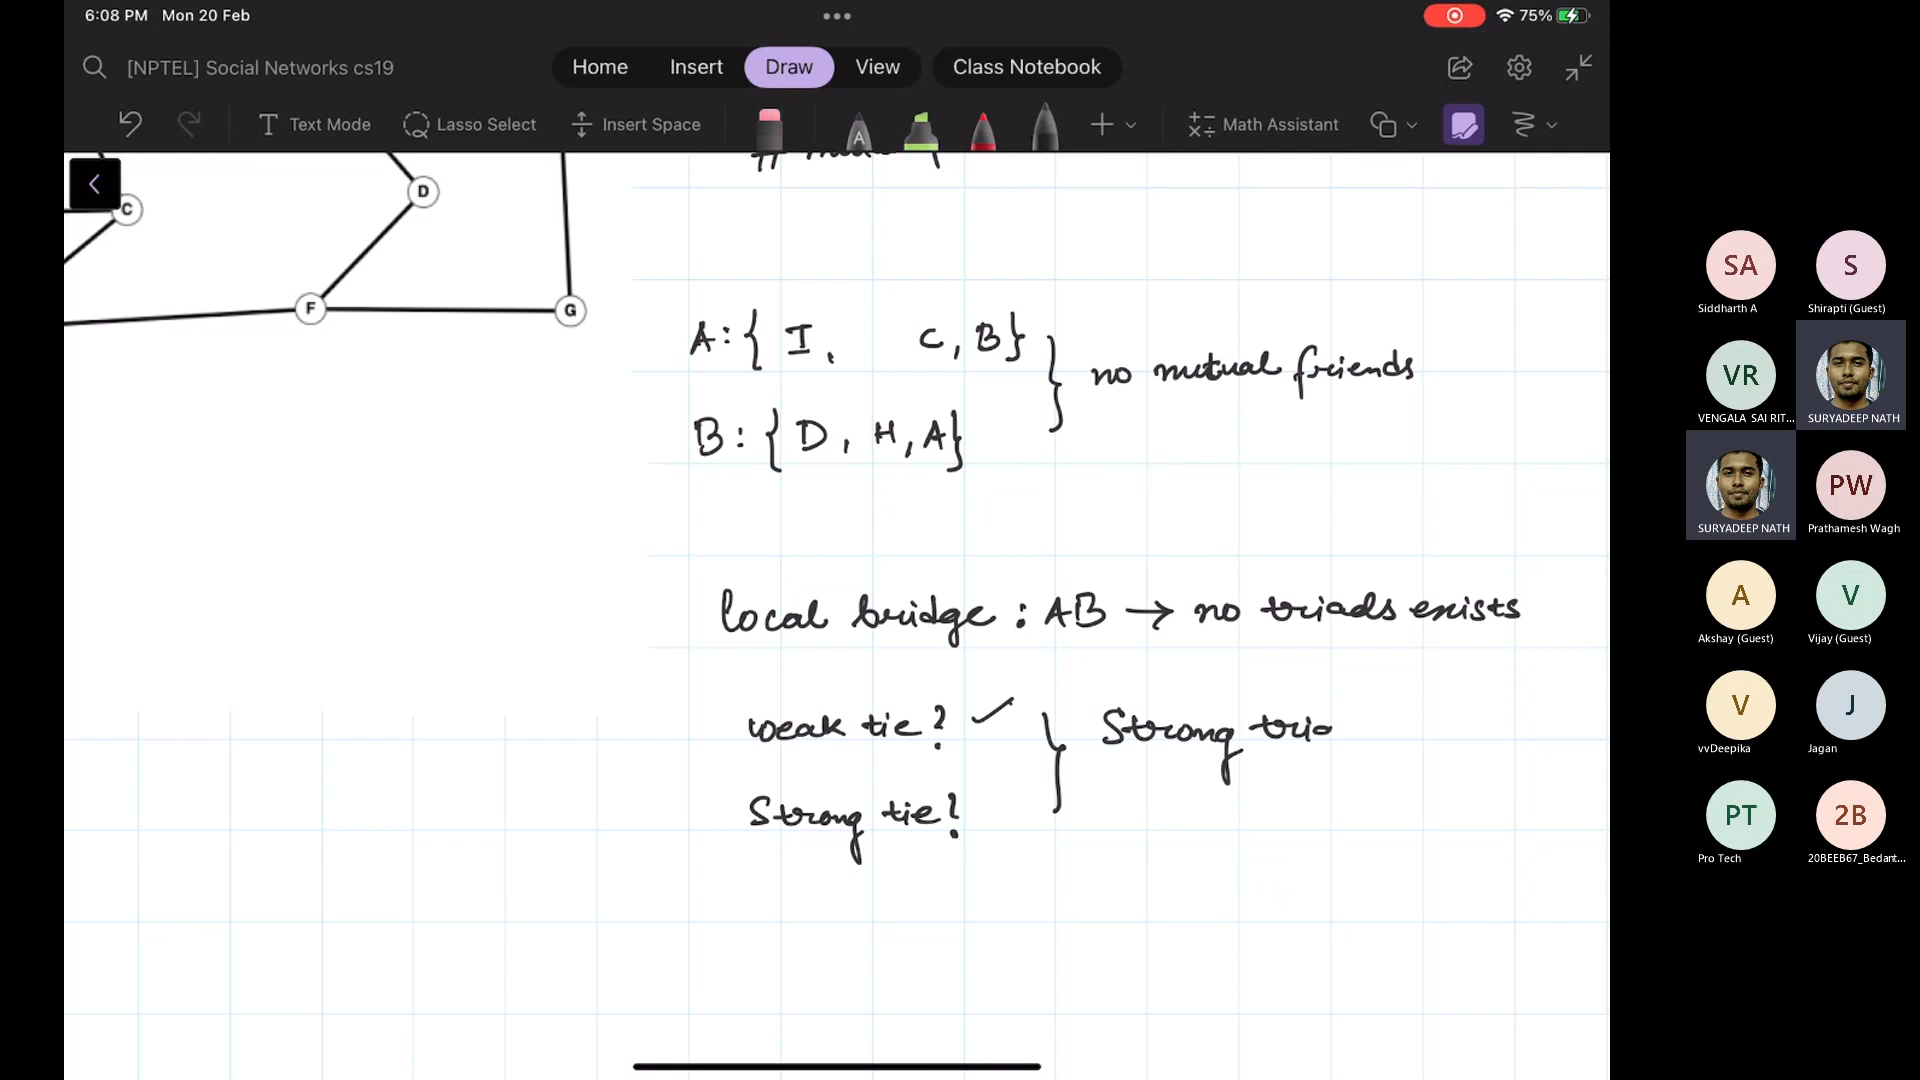 6:08 PM Mon 20 Feb
75%
[NPTEL] Social Networks cs19
Home Insert Draw View Class Notebook
Text Mode Lasso Select Insert Space A Math Assistant
C
D
F
G
A:{ I, C, B}
B:{ D, H, A}
no mutual friends
local bridge : AB → no triads exists
weak tie? ✓
Strong tie?
Strong tria
SA
Siddharth A
S
Shirapti (Guest)
VR
VENGALA SAI RIT...
SURYADEEP NATH
SURYADEEP NATH
PW
Prathamesh Wagh
A
Akshay (Guest)
V
Vijay (Guest)
V
vvDeepika
J
Jagan
PT
Pro Tech
2B
20BEEB67_Bedant...